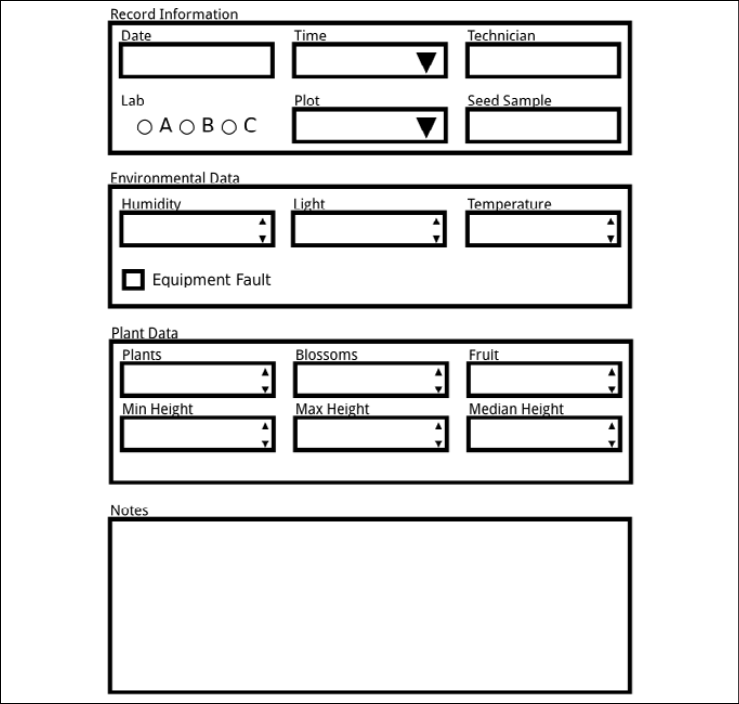 Record Information
Date Time Technician
Lab Plot Seed Sample
A B C
Environmental Data
Humidity Light Temperature
Equipment Fault
Plant Data
Plants Blossoms Fruit
Min Height Max Height Median Height
Notes